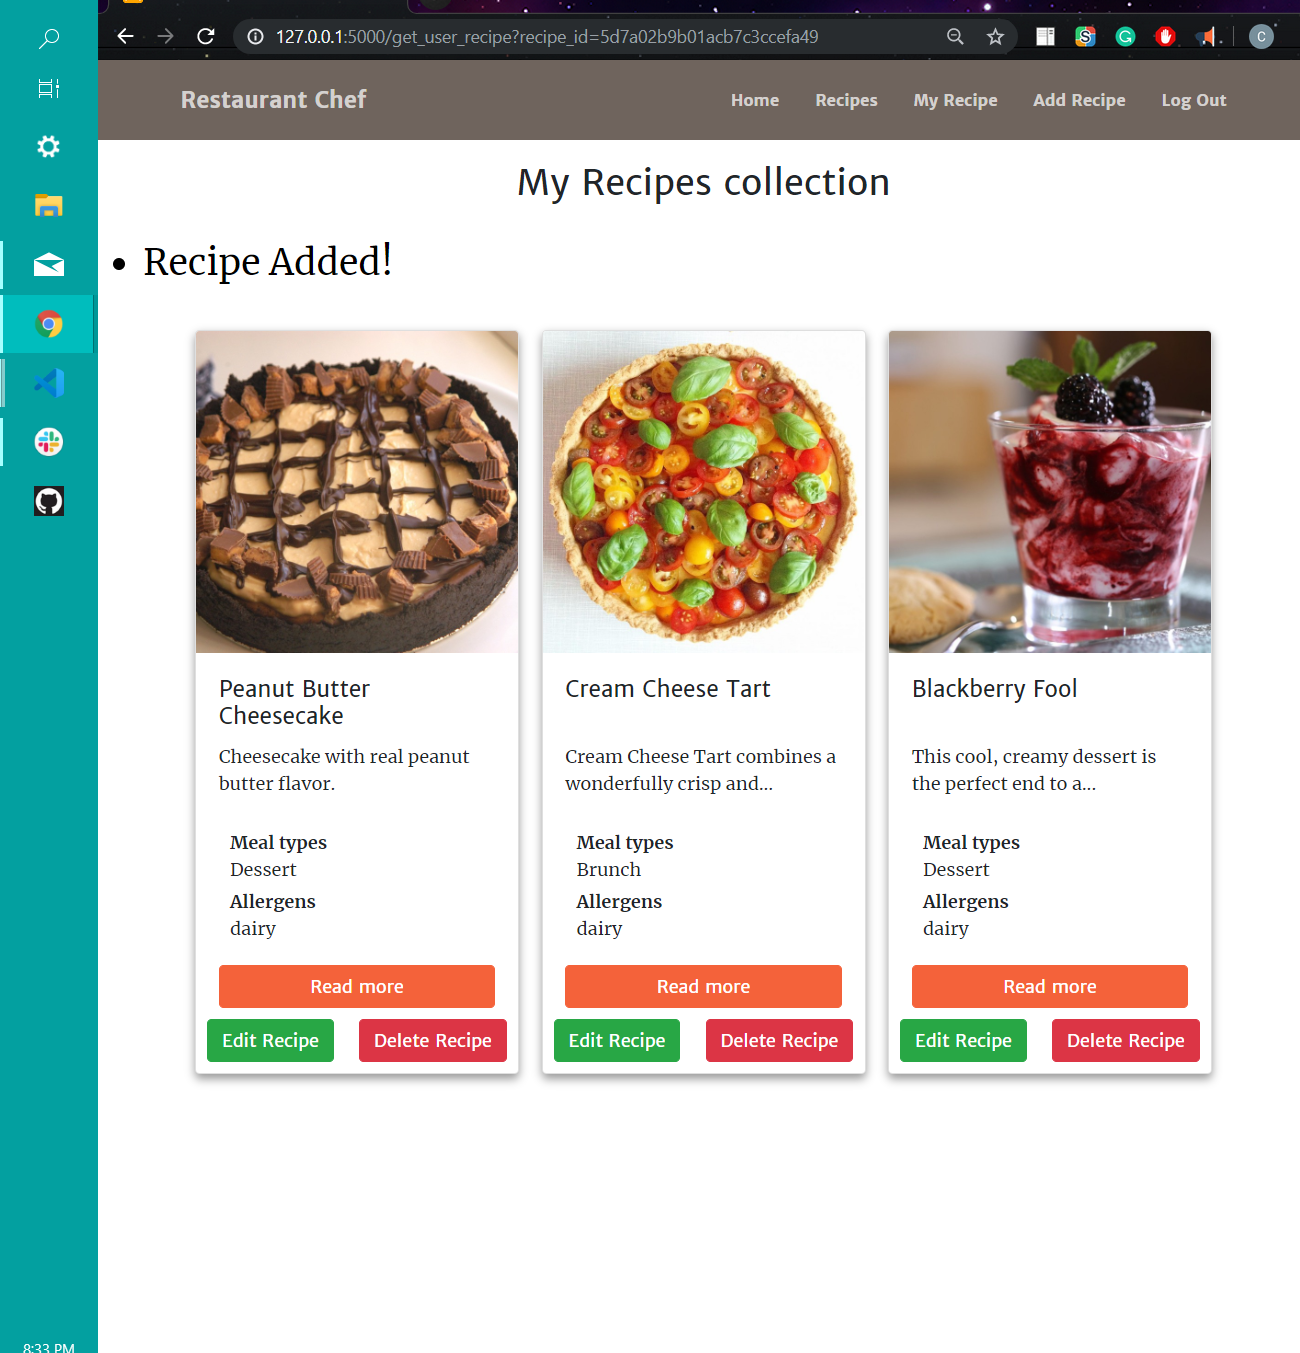 127.0.0.1:5000/get_user_recipe?recipe_id=5d7a02b9b01acb7c3ccefa49
S
G
C
Restaurant Chef
Home
Recipes
My Recipe
Add Recipe
Log Out
My Recipes collection
• Recipe Added!
Peanut Butter
Cheesecake
Cheesecake with real peanut
butter flavor.
Meal types
Dessert
Allergens
dairy
Read more
Edit Recipe
Delete Recipe
Cream Cheese Tart
Cream Cheese Tart combines a
wonderfully crisp and...
Meal types
Brunch
Allergens
dairy
Read more
Edit Recipe
Delete Recipe
Blackberry Fool
This cool, creamy dessert is
the perfect end to a...
Meal types
Dessert
Allergens
dairy
Read more
Edit Recipe
Delete Recipe
8:33 PM